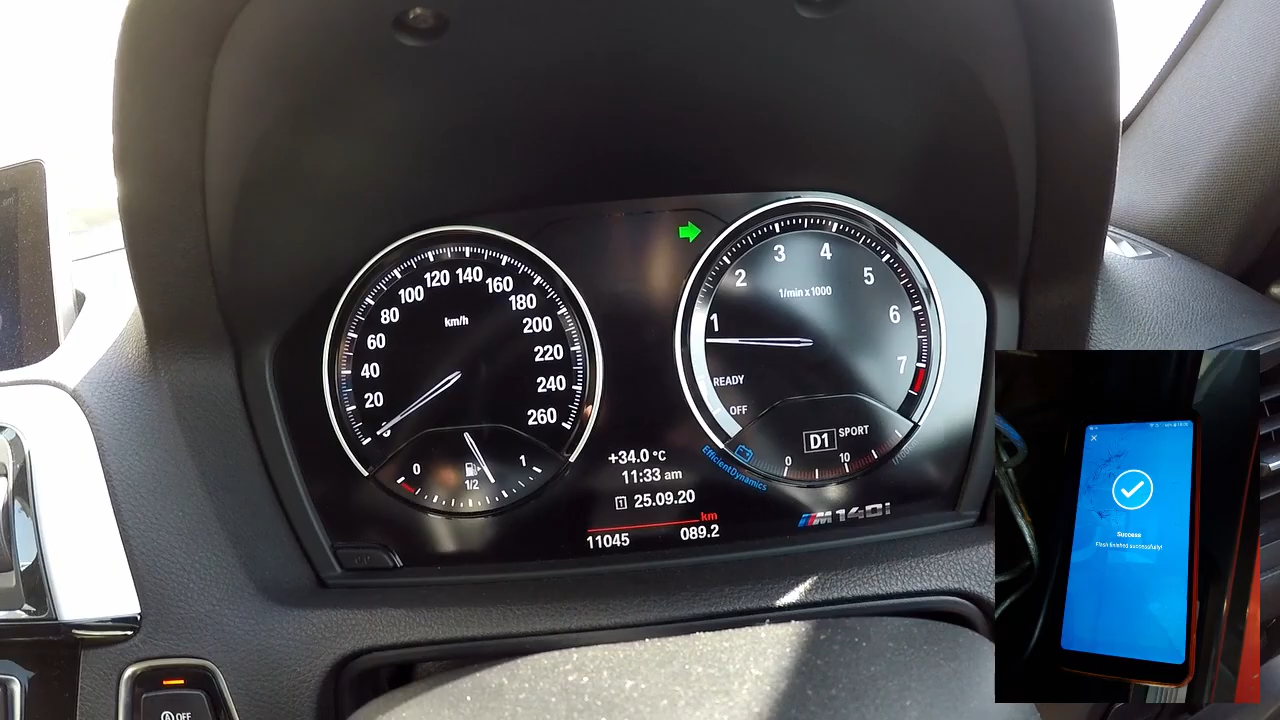 20
40
60
80
100
120
140
160
180
200
220
240
260
km/h
0
1/2
1
1
2
3
4
5
6
7
1/min x 1000
READY
OFF
D1 SPORT
0
10
EfficientDynamics
+34.0 °C
11:33 am
1 25.09.20
km
11045 089.2
M140i
OFF
Success
Flash finished successfully!